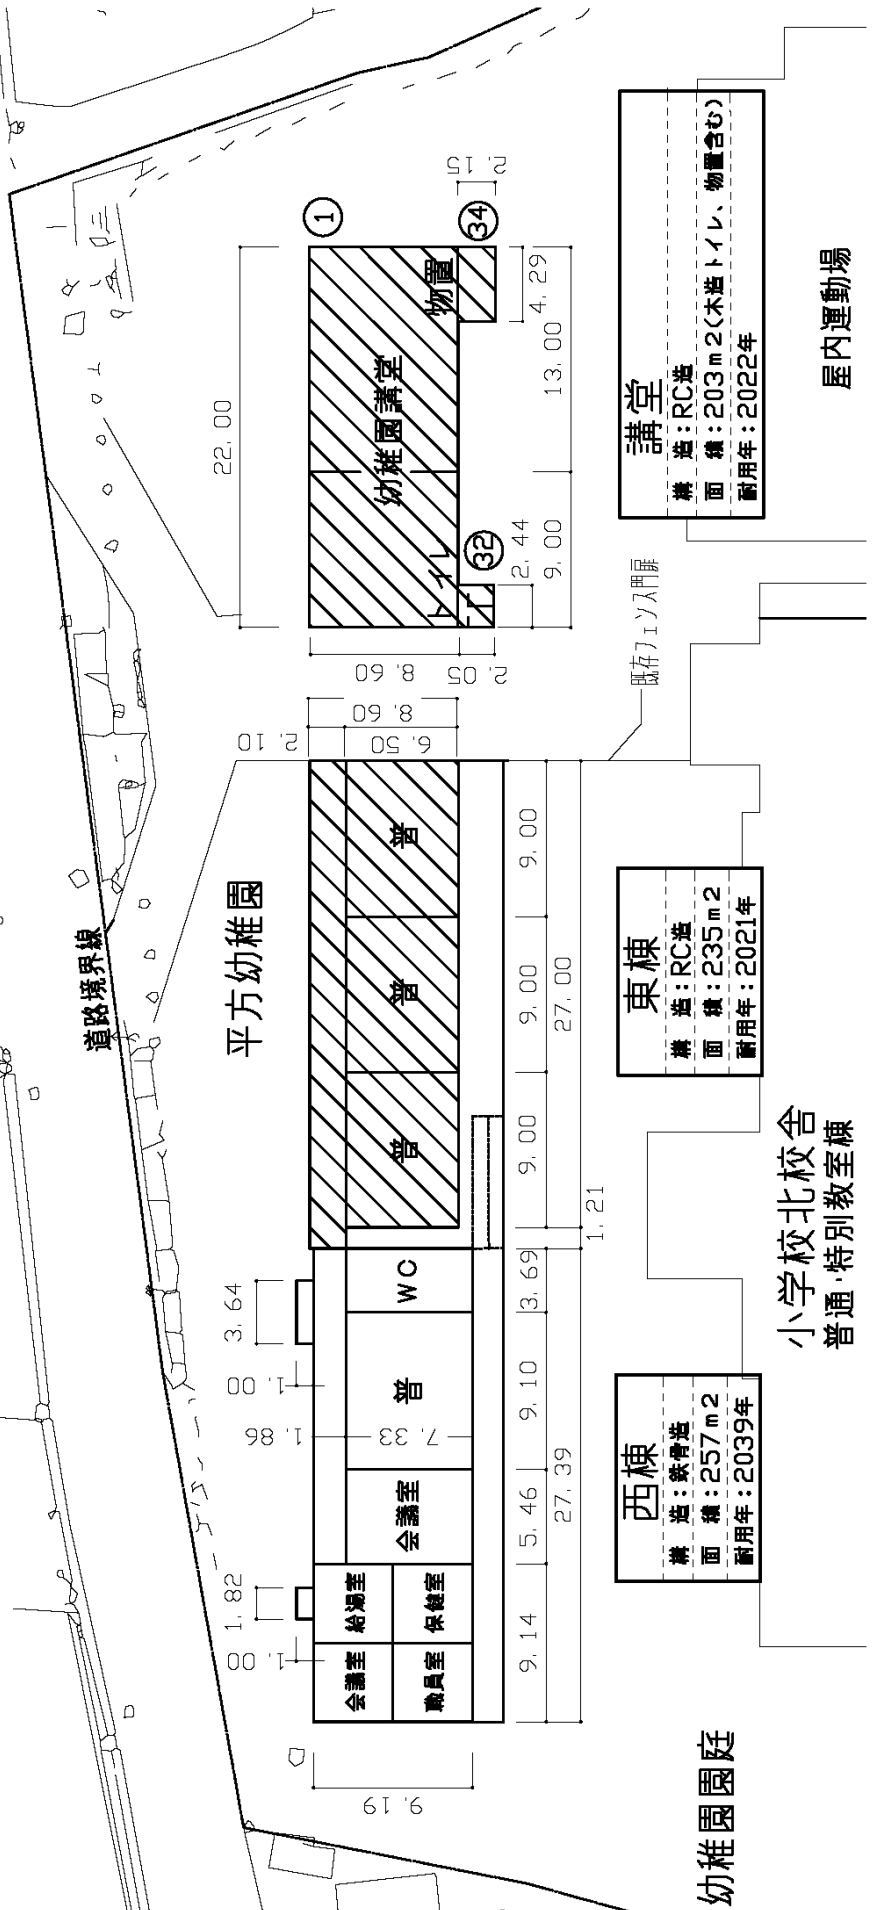 道路境界線
平方幼稚園
22.00
①
2.15
㉞
物置
幼稚園講堂
トイレ
㉜
4.29
13.00
2.44
9.00
8.60
2.05
8.60
2.10
6.50
普
普
普
9.00
9.00
9.00
27.00
1.21
既存フェンス門扉
WC
普
会議室
給湯室
保健室
会議室
職員室
3.64
1.00
1.86
7.33
1.82
1.00
3.69
9.10
5.46
9.14
27.39
9.19
講堂
構 造:RC造
面 積:203m2(木造トイレ、物置含む)
耐用年:2022年
屋内運動場
東棟
構 造:RC造
面 積:235m2
耐用年:2021年
小学校北校舎
普通・特別教室棟
西棟
構 造:鉄骨造
面 積:257m2
耐用年:2039年
幼稚園園庭